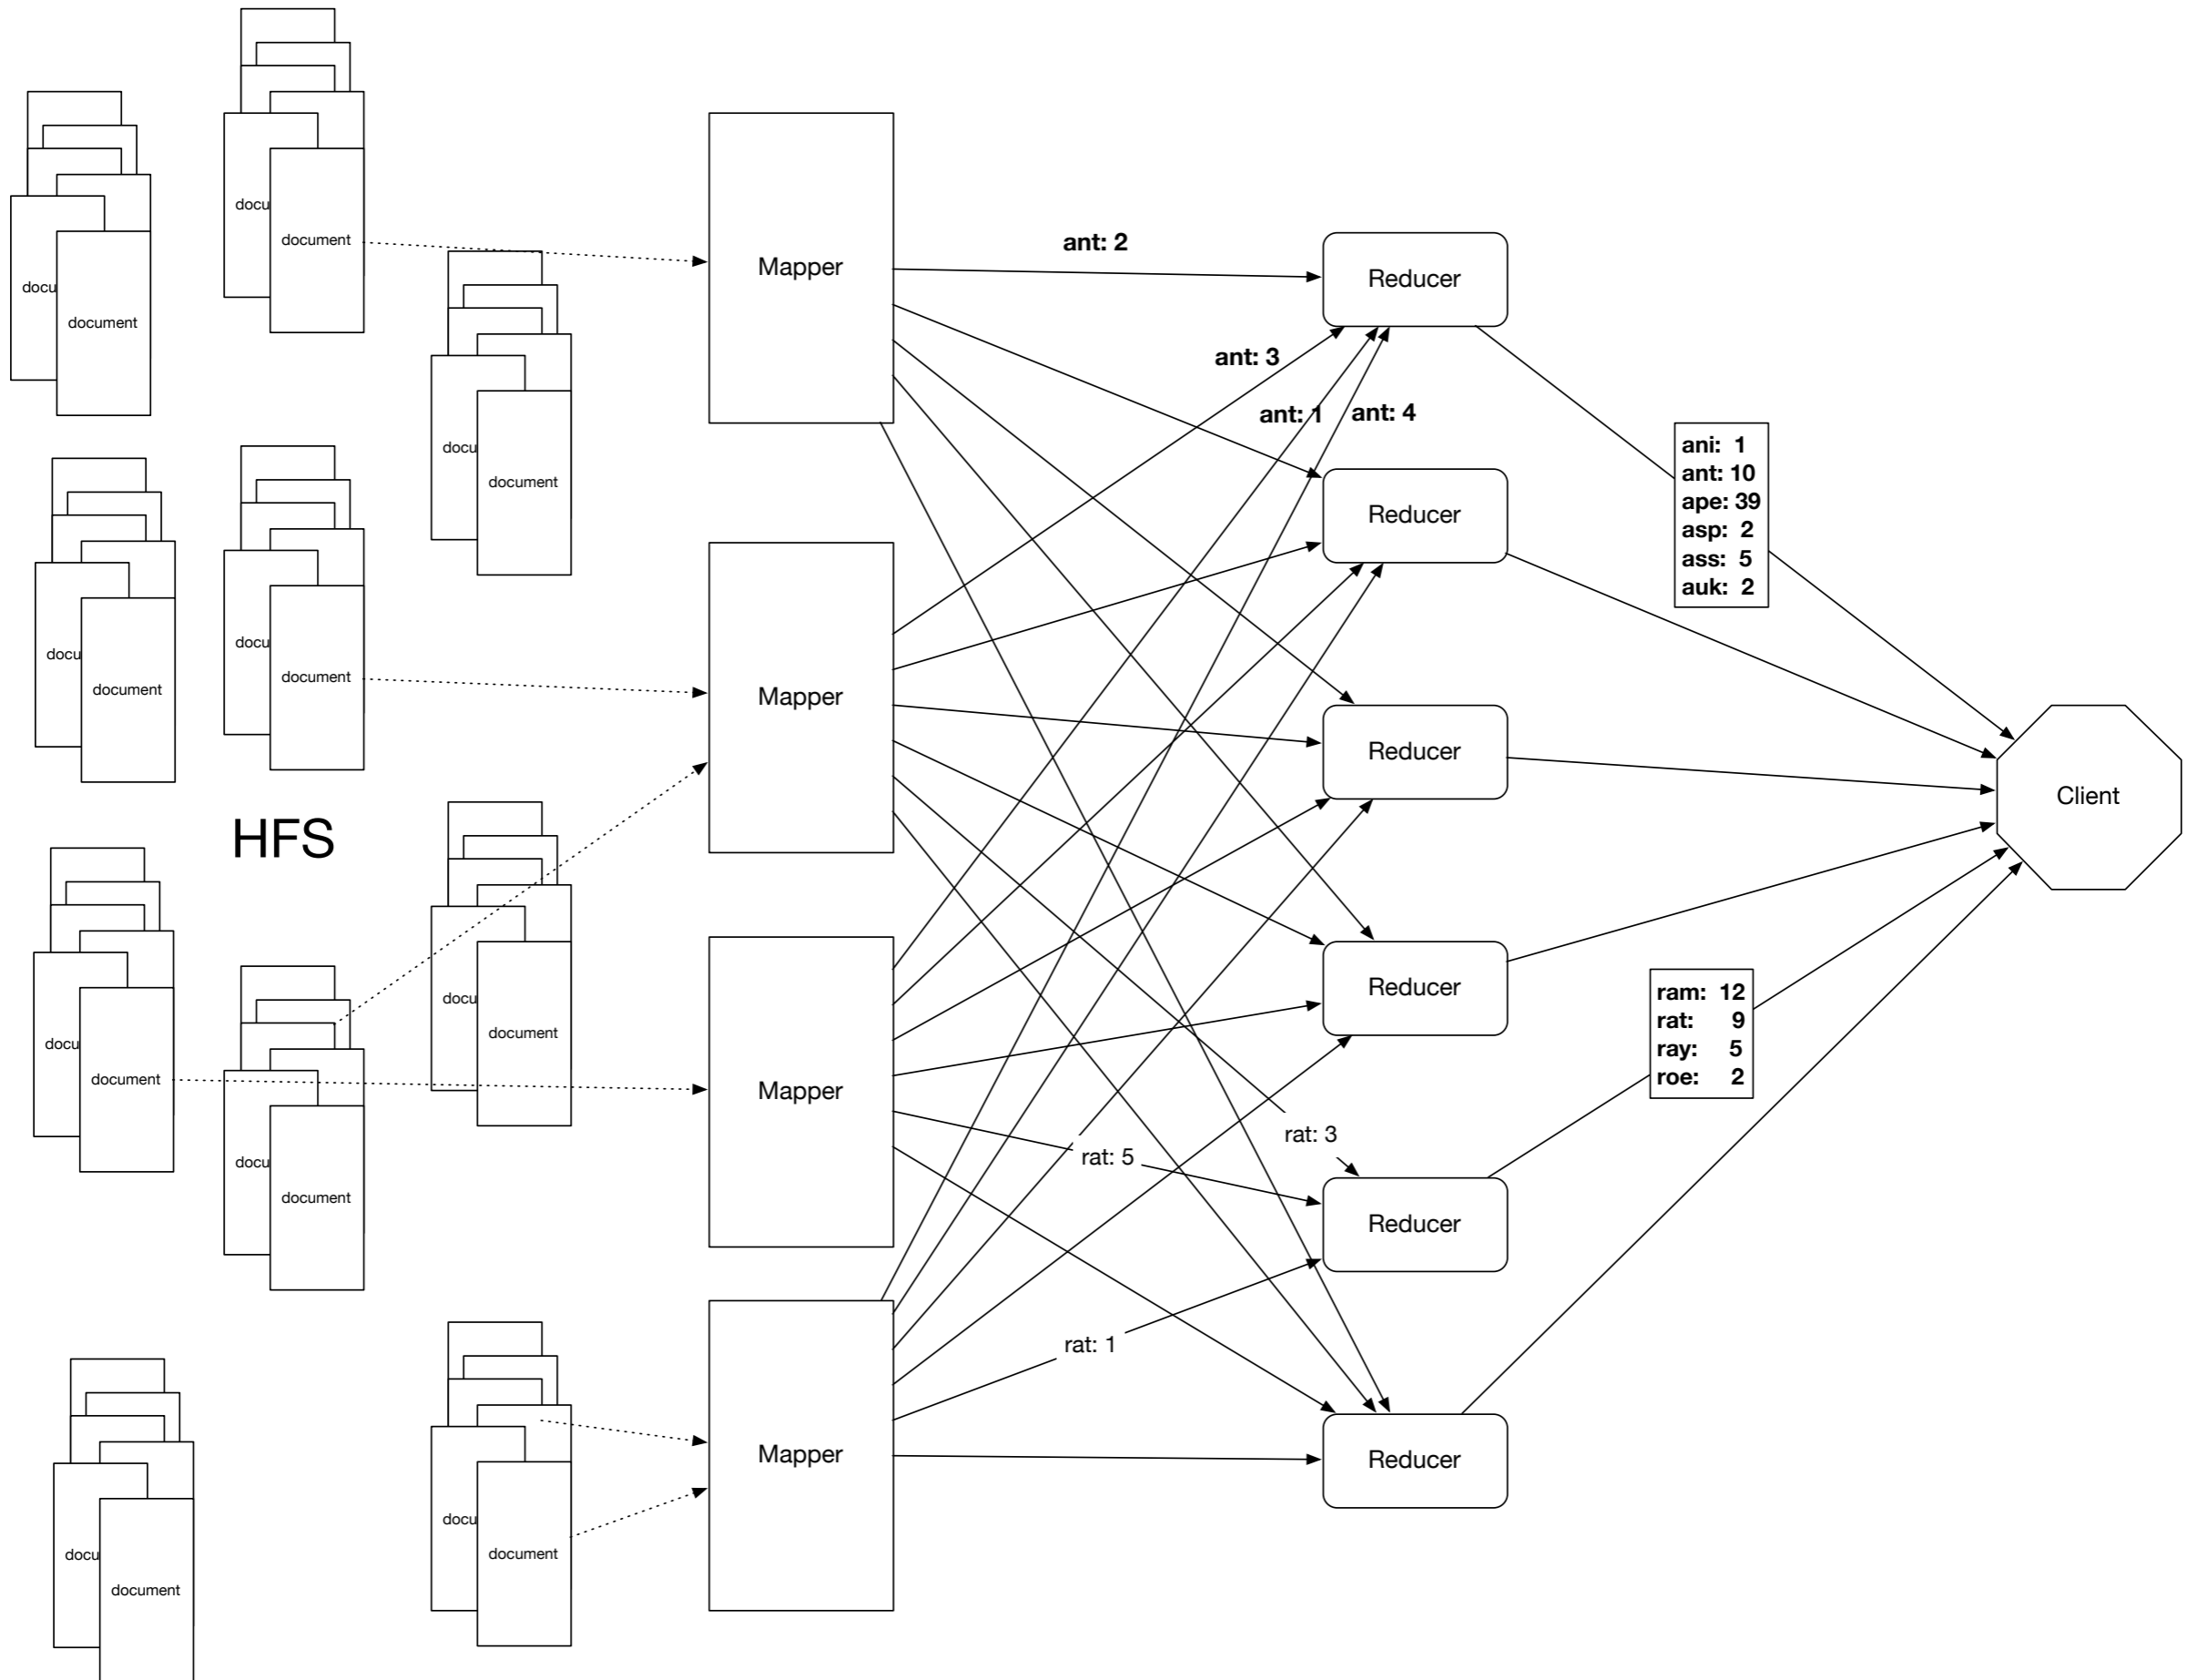 docu
document
docu
document
docu
document
docu
document
docu
document
HFS
docu
document
docu
document
docu
document
docu
document
docu
document
Mapper
Mapper
Mapper
Mapper
ant: 2
ant: 3
ant: 1
ant: 4
rat: 3
rat: 5
rat: 1
Reducer
Reducer
Reducer
Reducer
Reducer
Reducer
ani: 1
ant: 10
ape: 39
asp: 2
ass: 5
auk: 2
ram: 12
rat: 9
ray: 5
roe: 2
Client